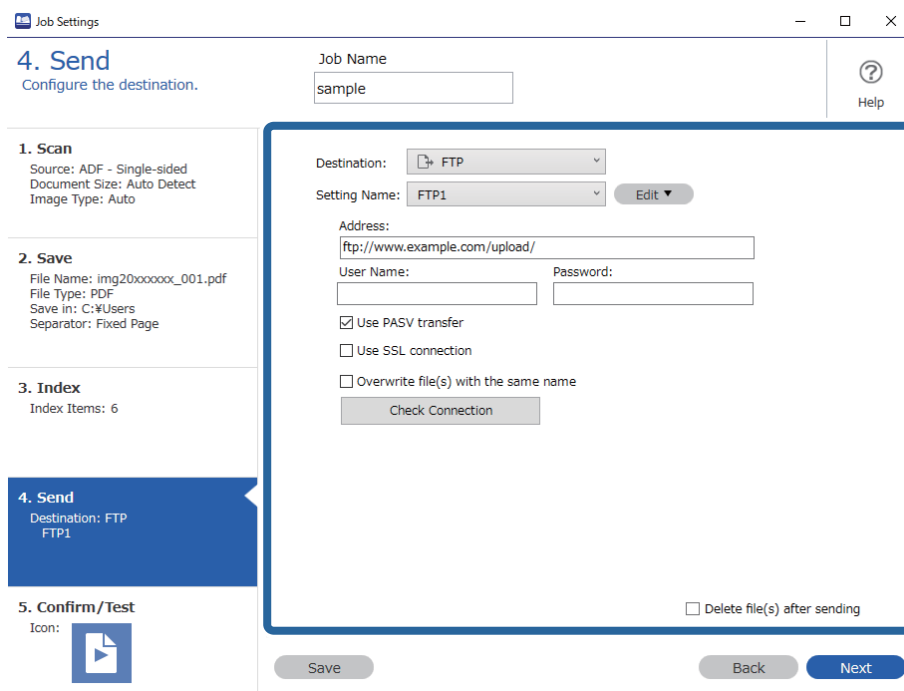 Job Settings
4. Send
Configure the destination.
Job Name
sample
Help
1. Scan
Source: ADF - Single-sided
Document Size: Auto Detect
Image Type: Auto
2. Save
File Name: img20xxxxxx_001.pdf
File Type: PDF
Save in: C:¥Users
Separator: Fixed Page
3. Index
Index Items: 6
4. Send
Destination: FTP
FTP1
5. Confirm/Test
Icon:
Destination: FTP
Setting Name: FTP1 Edit ▼
Address:
ftp://www.example.com/upload/
User Name: Password:
Use PASV transfer
Use SSL connection
Overwrite file(s) with the same name
Check Connection
Delete file(s) after sending
Save Back Next